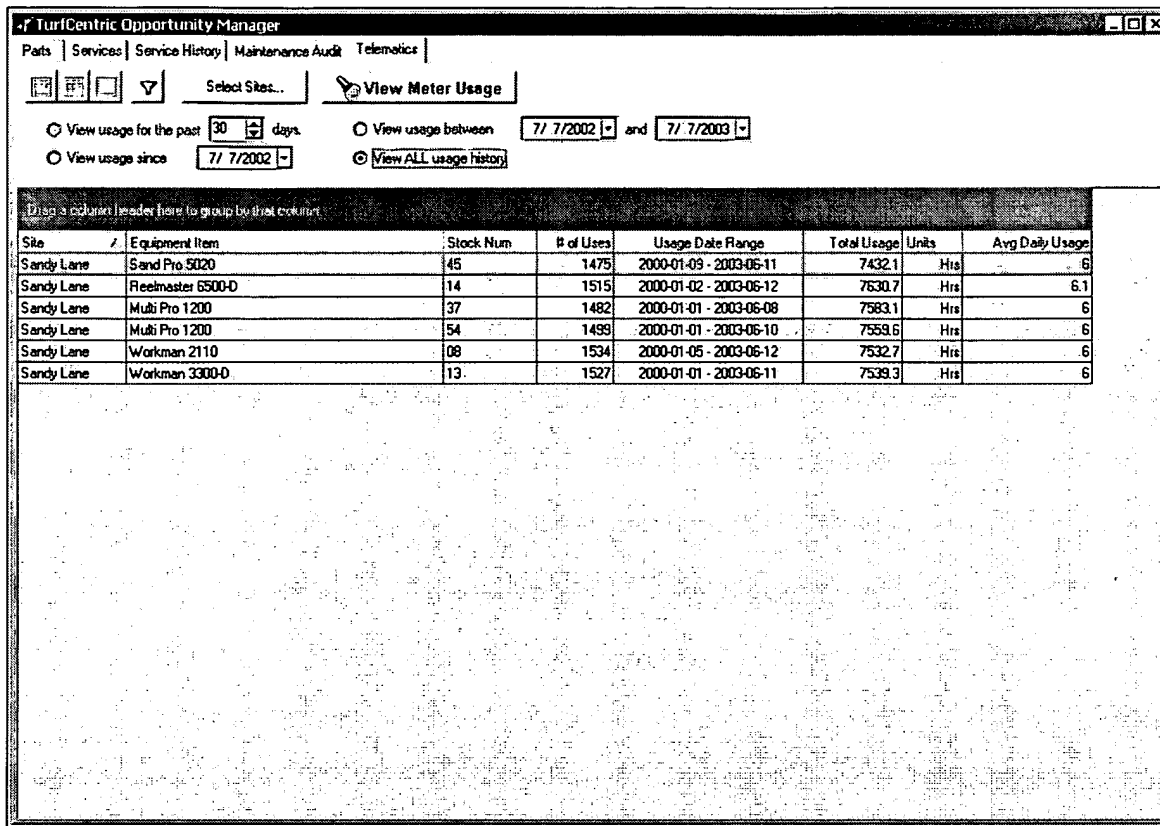 TurfCentric Opportunity Manager
Parts Services Service History Maintenance Audit Telematics
Select Sites... View Meter Usage
View usage for the past 30 days. View usage between 7/ 7/2002 and 7/ 7/2003
View usage since 7/ 7/2002 View ALL usage history
Drag a column header here to group by that column.
Site Equipment Item Stock Num # of Uses Usage Date Range Total Usage Units Avg Daily Usage
Sandy Lane Sand Pro 5020 45 1475 2000-01-09 - 2003-06-11 7432.1 Hrs 6
Sandy Lane Reelmaster 6500-D 14 1515 2000-01-02 - 2003-06-12 7630.7 Hrs 6.1
Sandy Lane Multi Pro 1200 37 1482 2000-01-01 - 2003-06-08 7583.1 Hrs 6
Sandy Lane Multi Pro 1200 54 1499 2000-01-01 - 2003-06-10 7559.6 Hrs 6
Sandy Lane Workman 2110 08 1534 2000-01-05 - 2003-06-12 7532.7 Hrs 6
Sandy Lane Workman 3300-D 13 1527 2000-01-01 - 2003-06-11 7539.3 Hrs 6